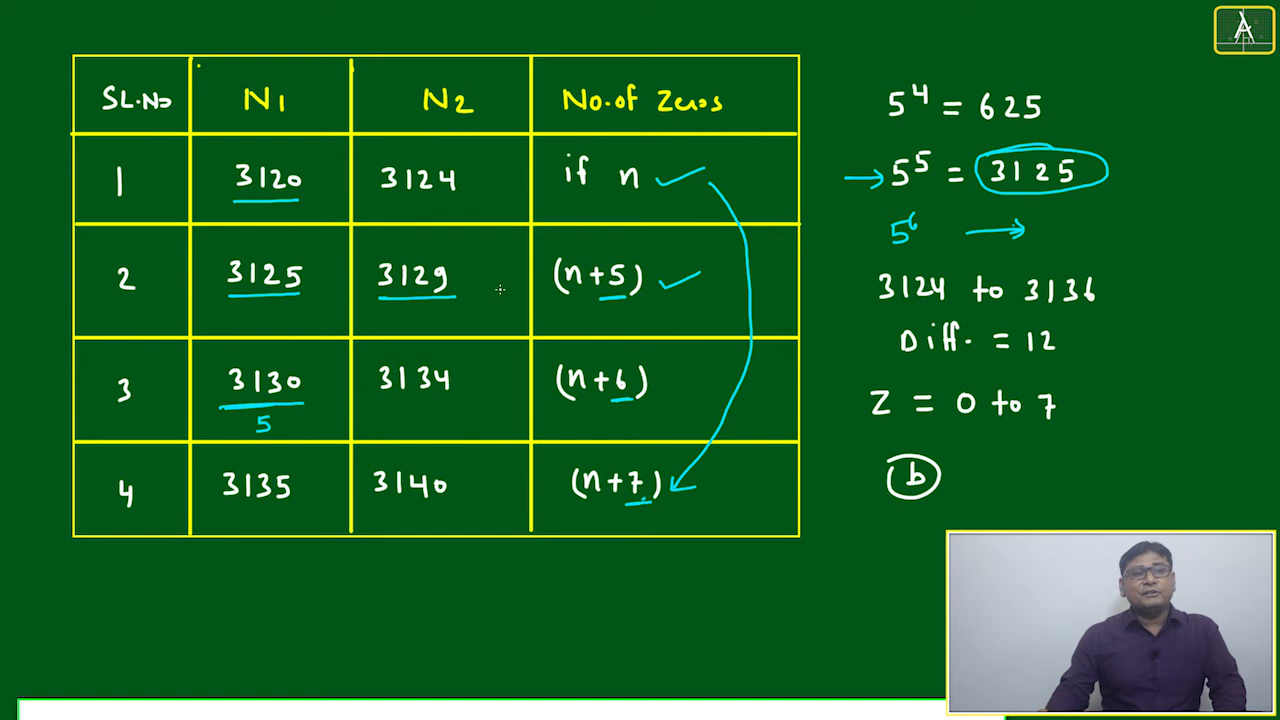 SL.No N1 N2 No.of Zeros
1 3120 3124 if n
2 3125 3129 (n+5)
3 3130 3134 (n+6)
5
4 3135 3140 (n+7)
5^4 = 625
→ 5^5 = 3125
5^6 →
3124 to 3136
Diff. = 12
Z = 0 to 7
b
A